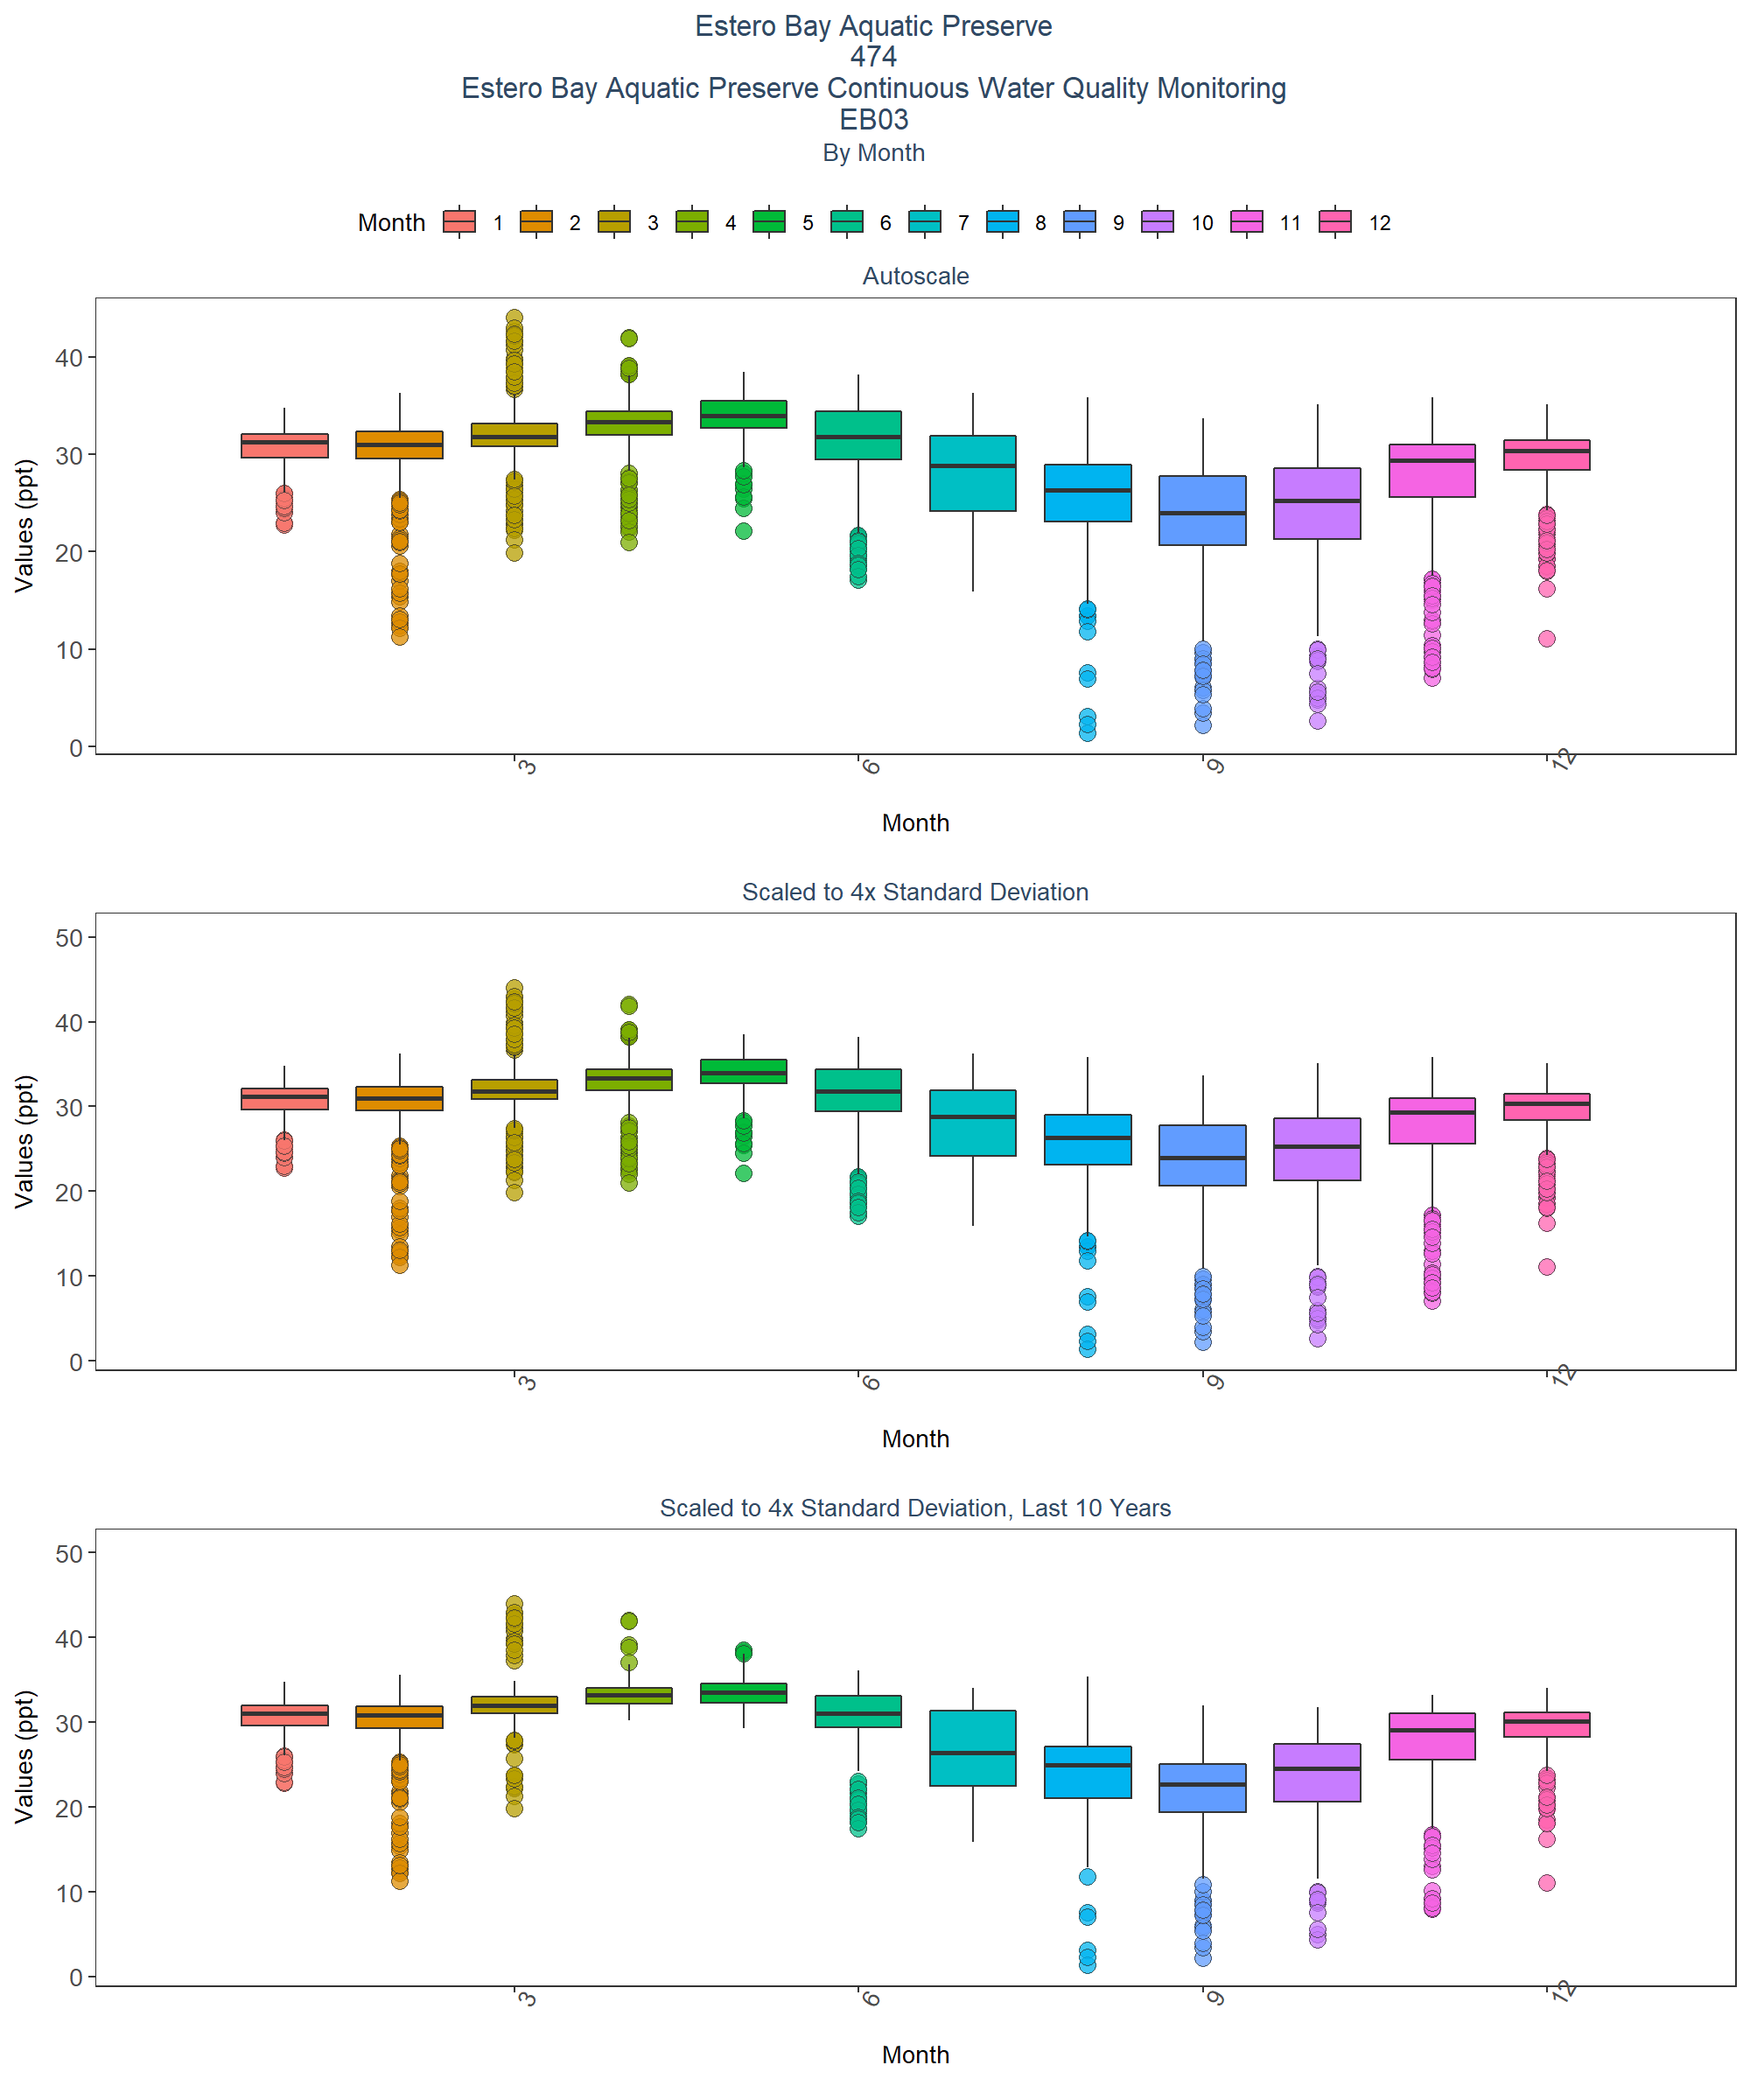 Estero Bay Aquatic Preserve
474
Estero Bay Aquatic Preserve Continuous Water Quality Monitoring
EB03
By Month
Month 1 2 3 4 5 6 7 8 9 10 11 12
Autoscale
Values (ppt)
40
30
20
10
0
3 6 9 12
Month
Scaled to 4x Standard Deviation
Values (ppt)
50
40
30
20
10
0
3 6 9 12
Month
Scaled to 4x Standard Deviation, Last 10 Years
Values (ppt)
50
40
30
20
10
0
3 6 9 12
Month